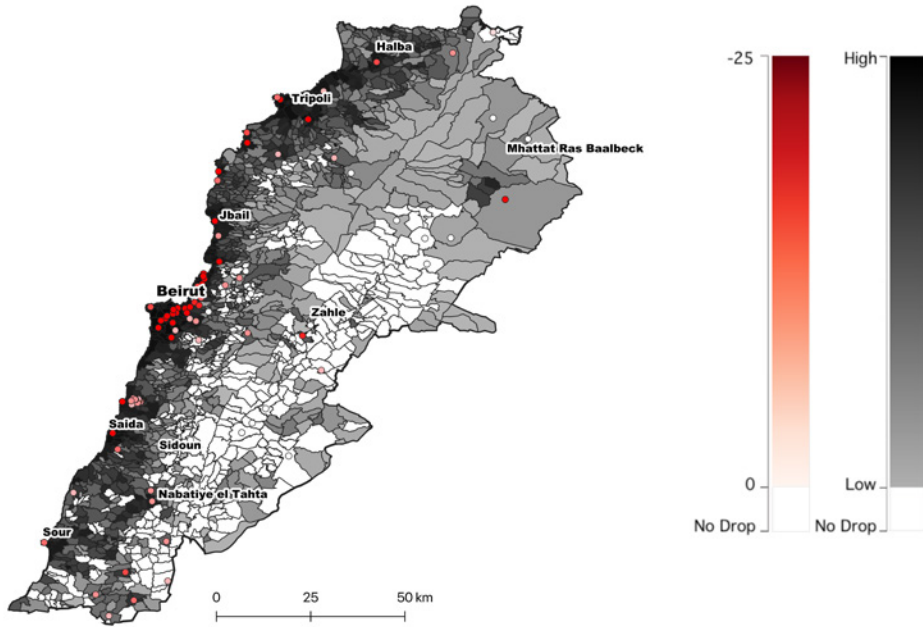 Halba
Tripoli
Mhattat Ras Baalbeck
Jbail
Beirut
Zahle
Saida
Sidoun
Nabatiye el Tahta
Sour
0 25 50 km
-25
0
No Drop
High
Low
No Drop